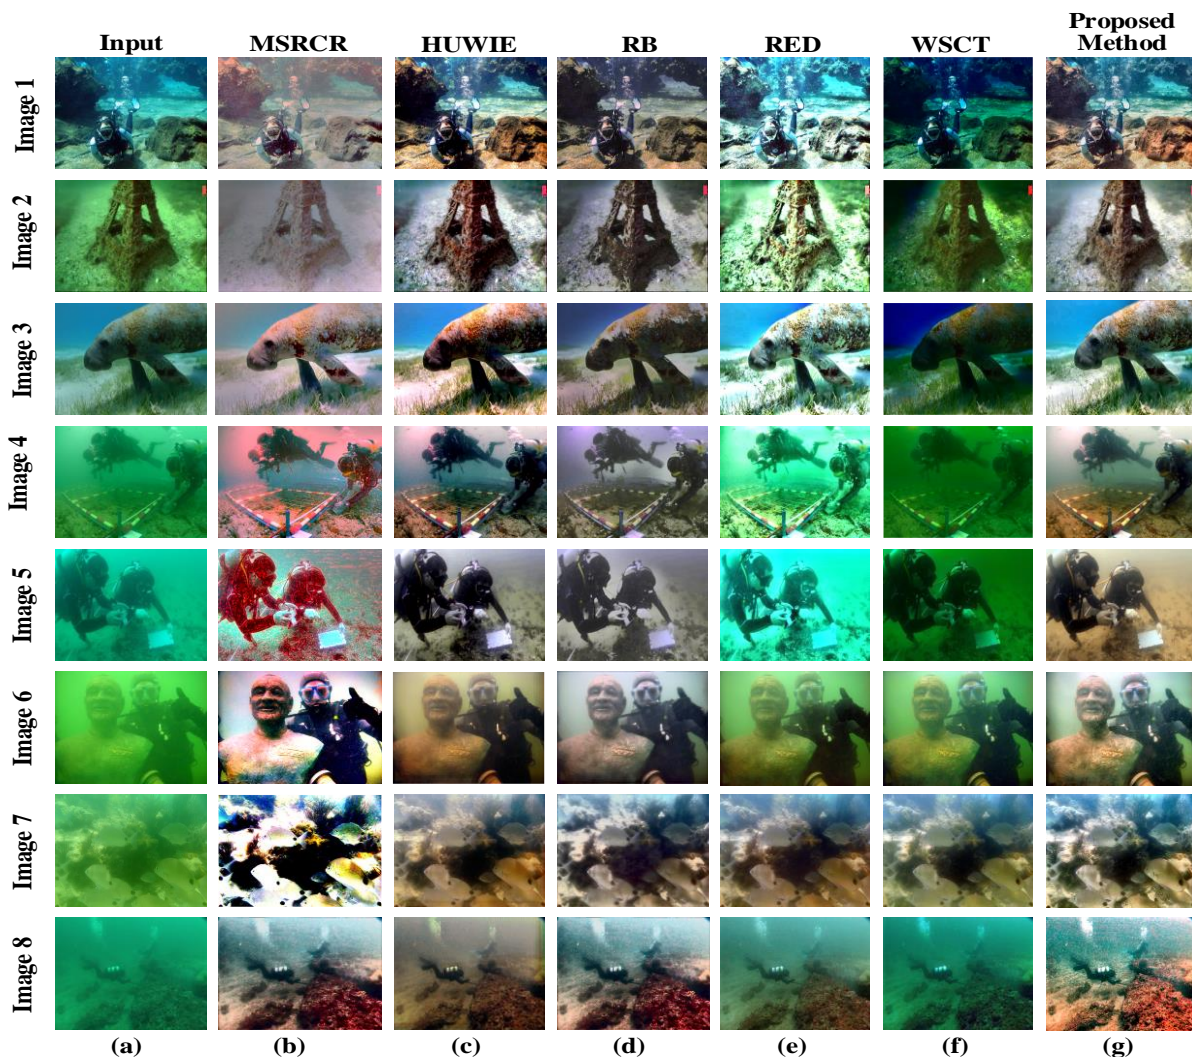 Input MSRCR HUWIE RB RED WSCT Proposed
Method
Image 1
Image 2
Image 3
Image 4
Image 5
Image 6
Image 7
Image 8
(a) (b) (c) (d) (e) (f) (g)